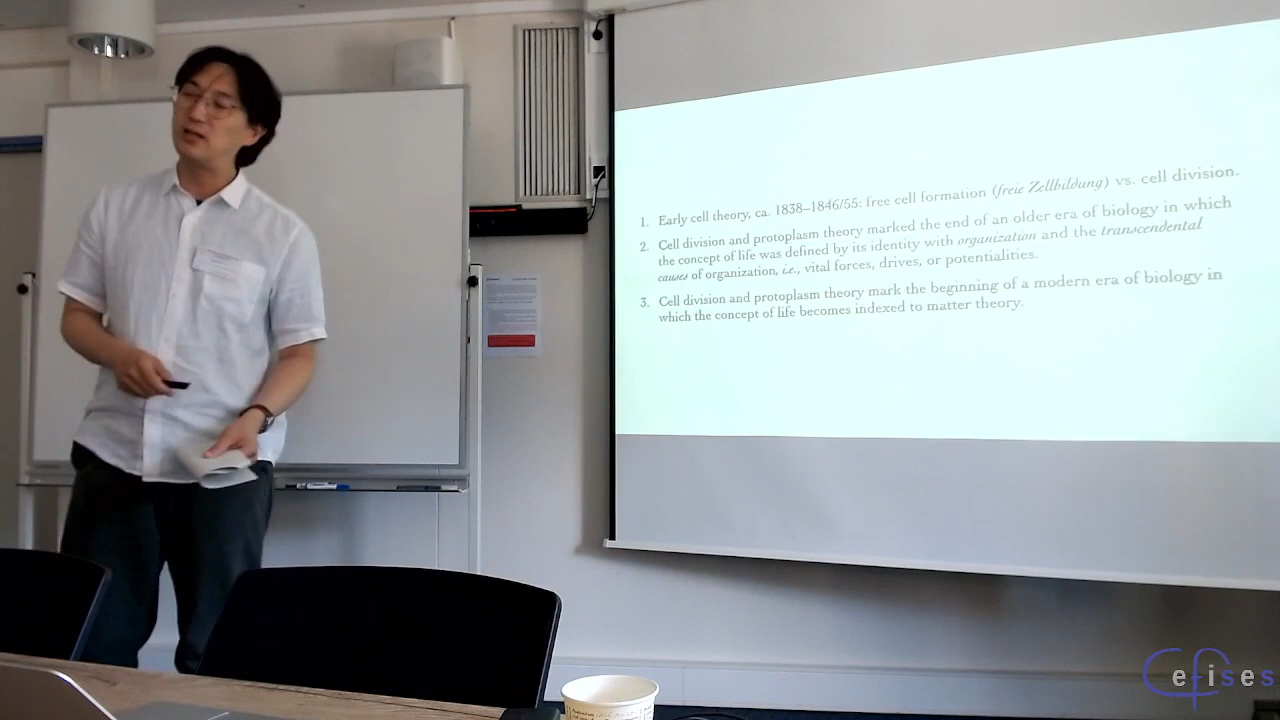 1. Early cell theory, ca. 1838–1846/55: free cell formation (freie Zellbildung) vs. cell division.
2. Cell division and protoplasm theory marked the end of an older era of biology in which
the concept of life was defined by its identity with organization and the transcendental
causes of organization, i.e., vital forces, drives, or potentialities.
3. Cell division and protoplasm theory mark the beginning of a modern era of biology in
which the concept of life becomes indexed to matter theory.
Cefises